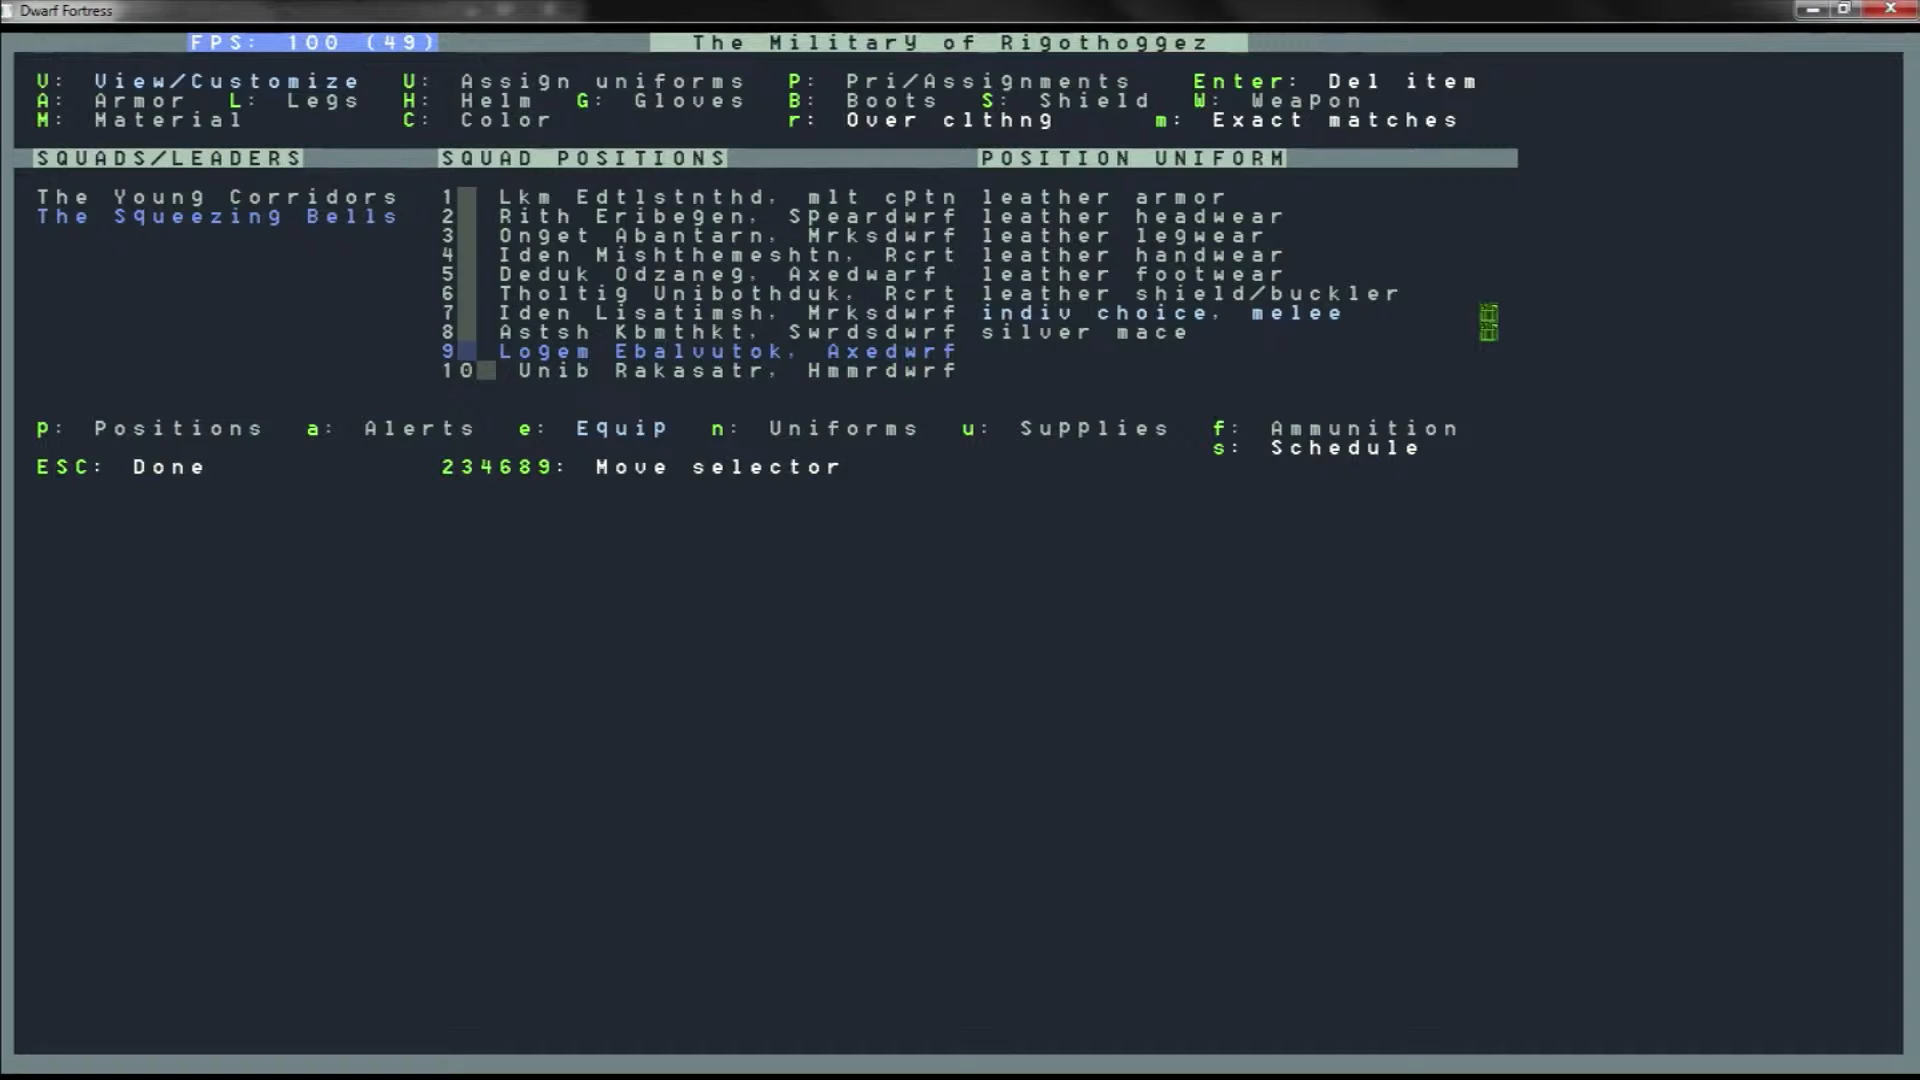 Dwarf Fortress
FPS: 100 (49) The Military of Rigothoggez
V: View/Customize U: Assign uniforms P: Pri/Assignments Enter: Del item
A: Armor L: Legs H: Helm G: Gloves B: Boots S: Shield W: Weapon
M: Material C: Color r: Over clthng m: Exact matches
SQUADS/LEADERS SQUAD POSITIONS POSITION UNIFORM
The Young Corridors 1 Lkm Edtlstnthd, mlt cptn leather armor
The Squeezing Bells 2 Rith Eribegen, Speardwrf leather headwear
3 Onget Abantarn, Mrksdwrf leather legwear
4 Iden Mishthemeshtn, Rcrt leather handwear
5 Deduk Odzaneg, Axedwarf leather footwear
6 Tholtig Unibothduk, Rcrt leather shield/buckler
7 Iden Lisatimsh, Mrksdwrf indiv choice, melee
8 Astsh Kbmthkt, Swrdsdwrf silver mace
9 Logem Ebalvutok, Axedwrf
10 Unib Rakasatr, Hmmrdwrf
p: Positions a: Alerts e: Equip n: Uniforms u: Supplies f: Ammunition
s: Schedule
ESC: Done 234689: Move selector